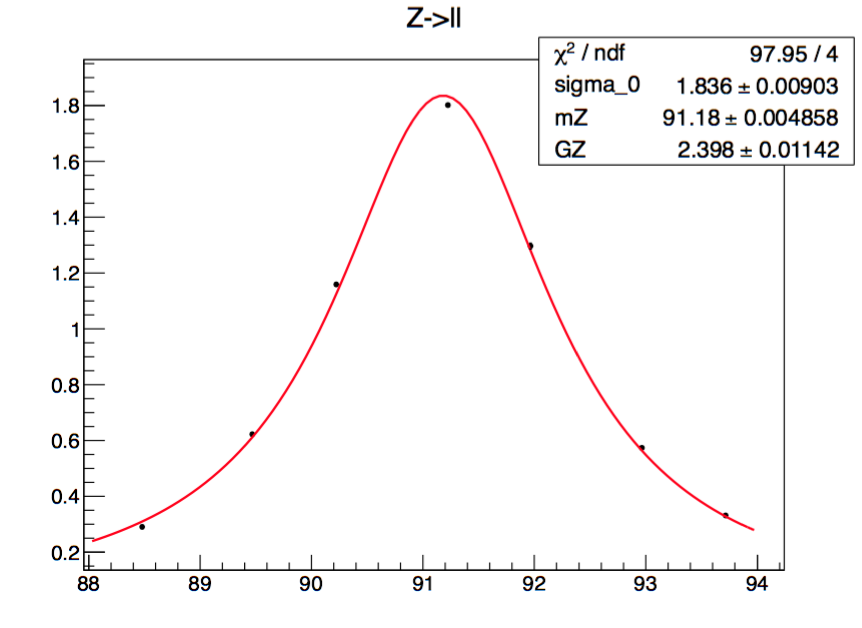 Z->ll
χ² / ndf 97.95 / 4
sigma_0 1.836 ± 0.00903
mZ 91.18 ± 0.004858
GZ 2.398 ± 0.01142
1.8
1.6
1.4
1.2
1
0.8
0.6
0.4
0.2
88 89 90 91 92 93 94